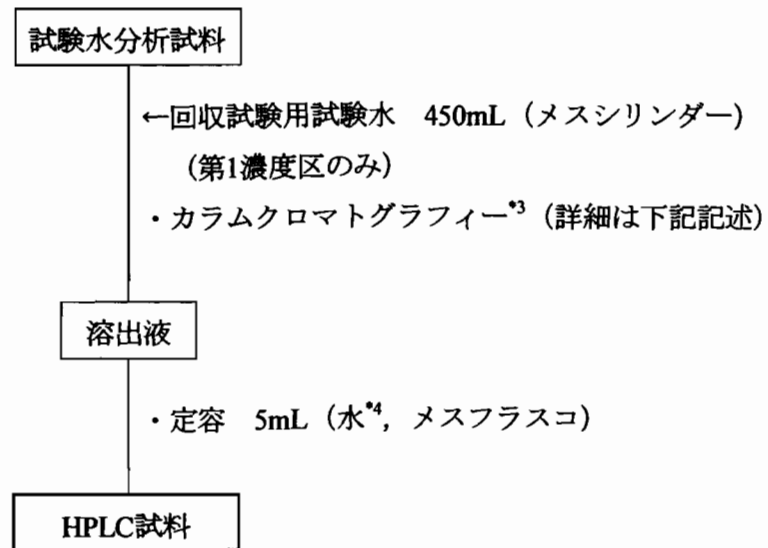 試験水分析試料
←回収試験用試験水　450mL（メスシリンダー）
（第1濃度区のみ）
・カラムクロマトグラフィー*3（詳細は下記記述）
溶出液
・定容　5mL（水*4，メスフラスコ）
HPLC試料